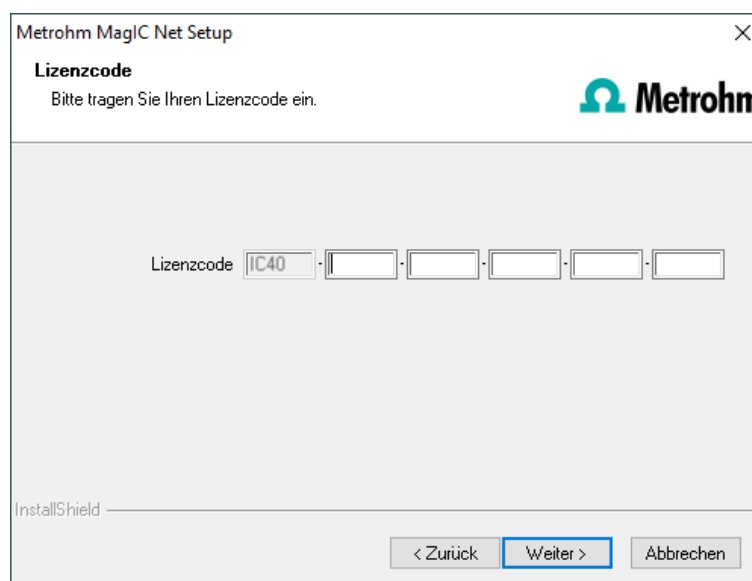 Metrohm MagIC Net Setup
Lizenzcode
Bitte tragen Sie Ihren Lizenzcode ein.
Metrohm
Lizenzcode IC40 - - - - -
InstallShield
< Zurück Weiter > Abbrechen